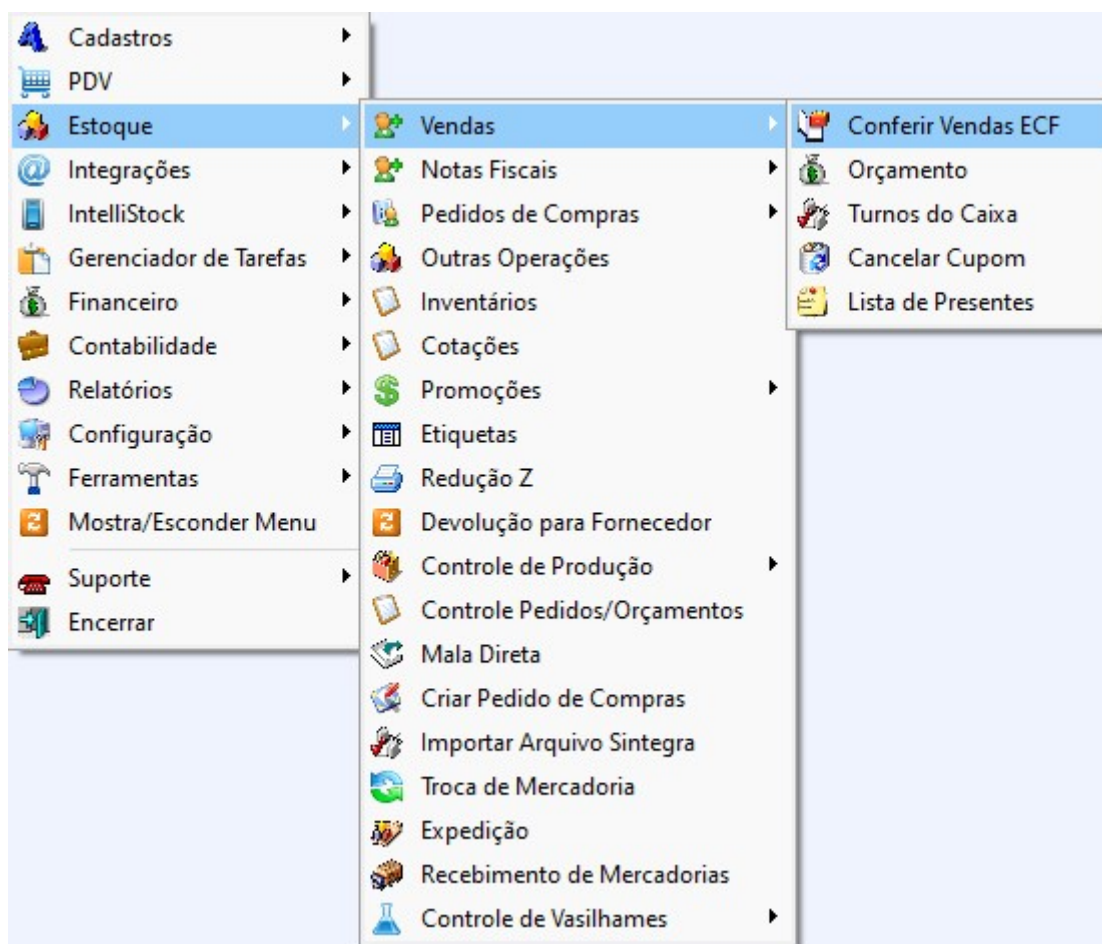 Cadastros
PDV
Estoque
Integrações
IntelliStock
Gerenciador de Tarefas
Financeiro
Contabilidade
Relatórios
Configuração
Ferramentas
Mostra/Esconder Menu
Suporte
Encerrar
Vendas
Notas Fiscais
Pedidos de Compras
Outras Operações
Inventários
Cotações
Promoções
Etiquetas
Redução Z
Devolução para Fornecedor
Controle de Produção
Controle Pedidos/Orçamentos
Mala Direta
Criar Pedido de Compras
Importar Arquivo Sintegra
Troca de Mercadoria
Expedição
Recebimento de Mercadorias
Controle de Vasilhames
Conferir Vendas ECF
Orçamento
Turnos do Caixa
Cancelar Cupom
Lista de Presentes